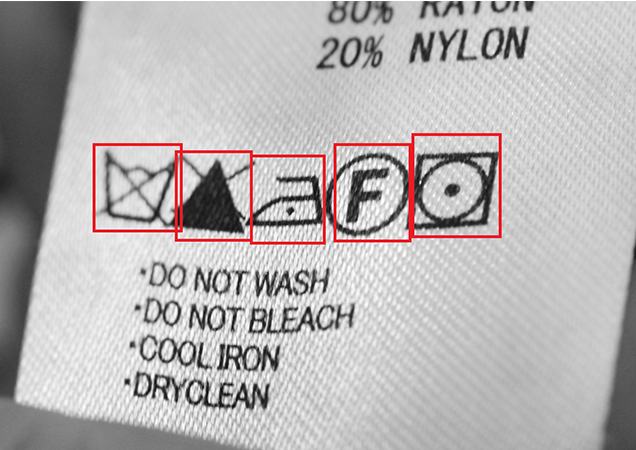 80% RAYON
20% NYLON
F
·DO NOT WASH
·DO NOT BLEACH
·COOL IRON
·DRYCLEAN